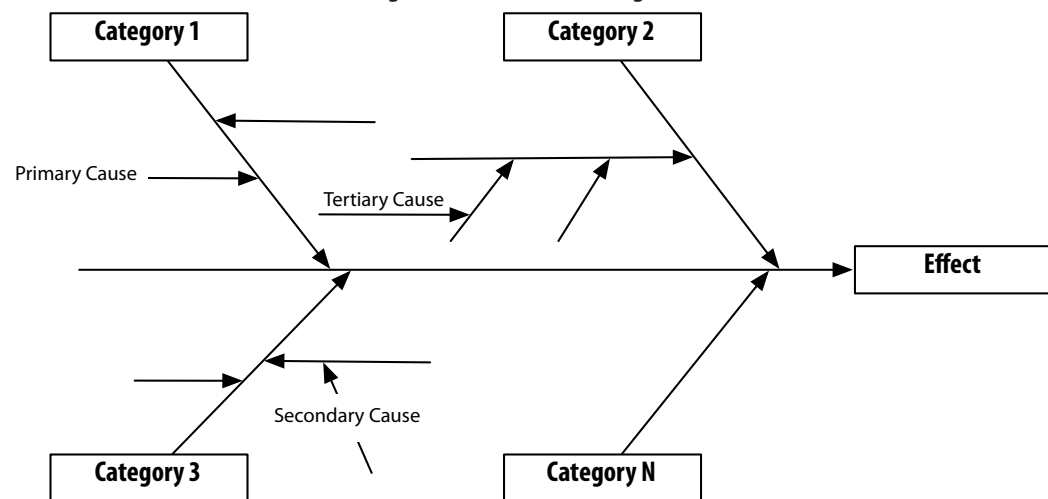 Category 1
Category 2
Primary Cause
Tertiary Cause
Effect
Secondary Cause
Category 3
Category N